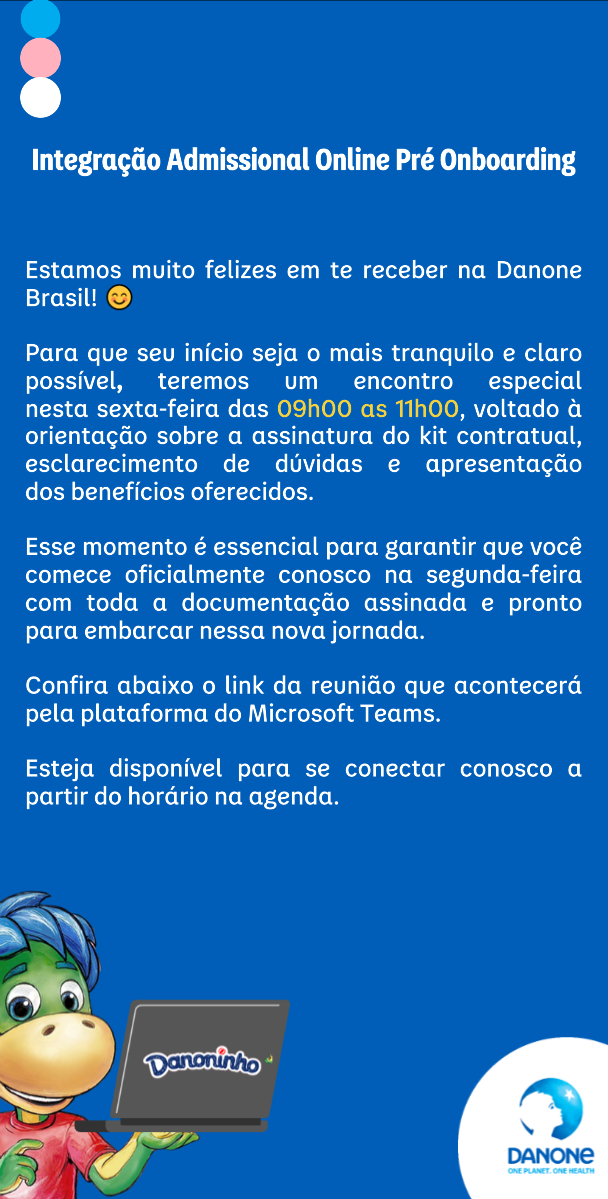 Integração Admissional Online Pré Onboarding
Estamos muito felizes em te receber na Danone
Brasil! 😊
Para que seu início seja o mais tranquilo e claro
possível, teremos um encontro especial
nesta sexta-feira das 09h00 as 11h00, voltado à
orientação sobre a assinatura do kit contratual,
esclarecimento de dúvidas e apresentação
dos benefícios oferecidos.
Esse momento é essencial para garantir que você
comece oficialmente conosco na segunda-feira
com toda a documentação assinada e pronto
para embarcar nessa nova jornada.
Confira abaixo o link da reunião que acontecerá
pela plataforma do Microsoft Teams.
Esteja disponível para se conectar conosco a
partir do horário na agenda.
Danoninho
DANONE
ONE PLANET. ONE HEALTH